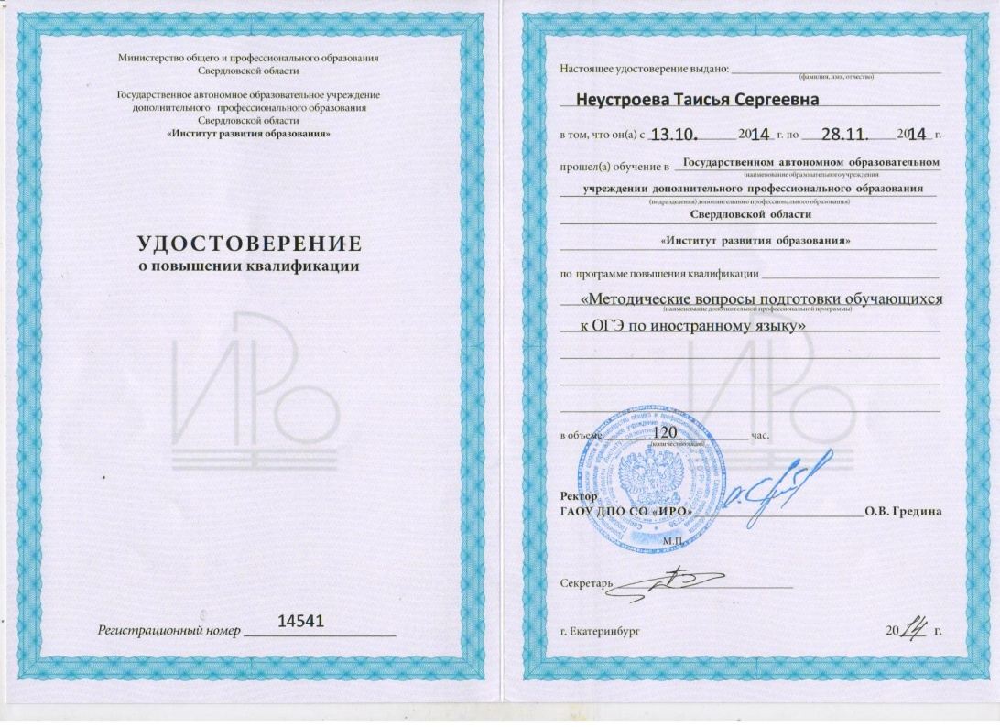 Министерство общего и профессионального образования
Свердловской области
Государственное автономное образовательное учреждение
дополнительного профессионального образования
Свердловской области
«Институт развития образования»
УДОСТОВЕРЕНИЕ
о повышении квалификации
ИРО
Регистрационный номер 14541
Настоящее удостоверение выдано:
(фамилия, имя, отчество)
Неустроева Таисья Сергеевна
в том, что он(а) с 13.10. 2014 г. по 28.11. 2014 г.
прошел(а) обучение в Государственном автономном образовательном
(наименование образовательного учреждения
учреждении дополнительного профессионального образования
(подразделения) дополнительного профессионального образования)
Свердловской области
«Институт развития образования»
по программе повышения квалификации
«Методические вопросы подготовки обучающихся
(наименование дополнительной профессиональной программы)
к ОГЭ по иностранному языку»
ИРО
в объеме 120 час.
(количество часов)
Ректор
ГАОУ ДПО СО «ИРО» О.В. Гредина
М.П.
Секретарь
г. Екатеринбург 2014 г.